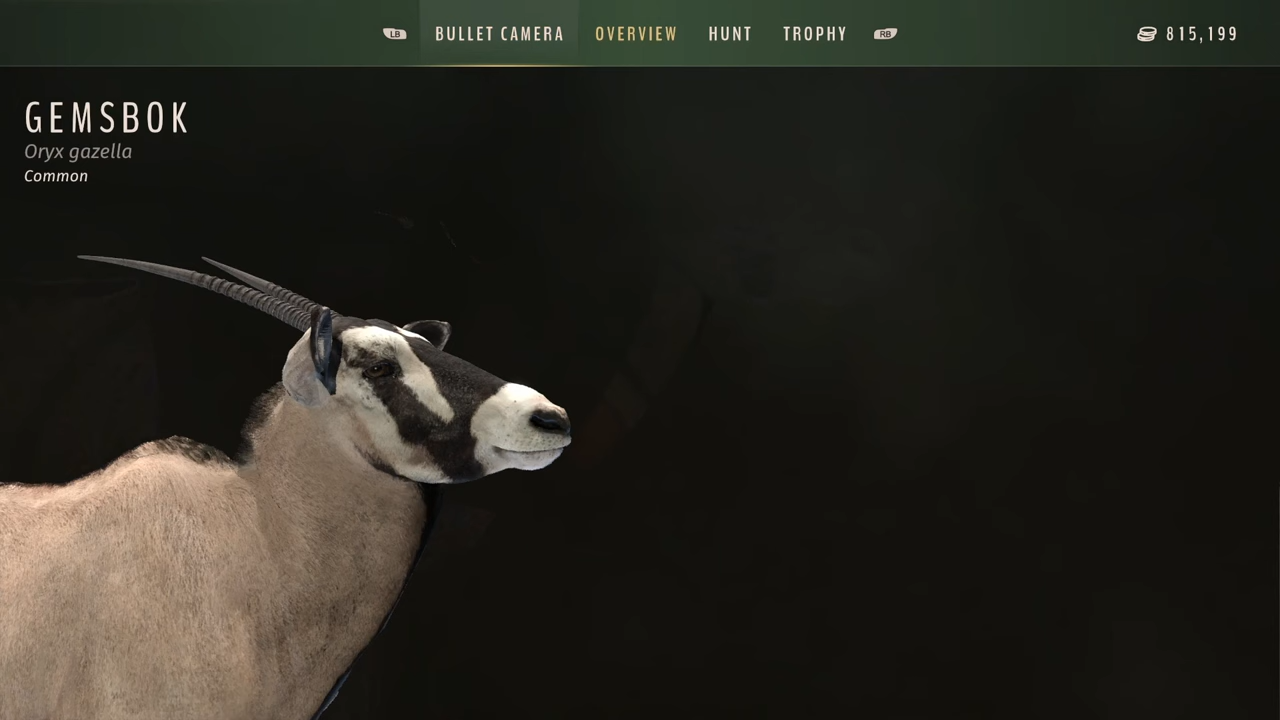 LB BULLET CAMERA OVERVIEW HUNT TROPHY RB 815,199
GEMSBOK
Oryx gazella
Common